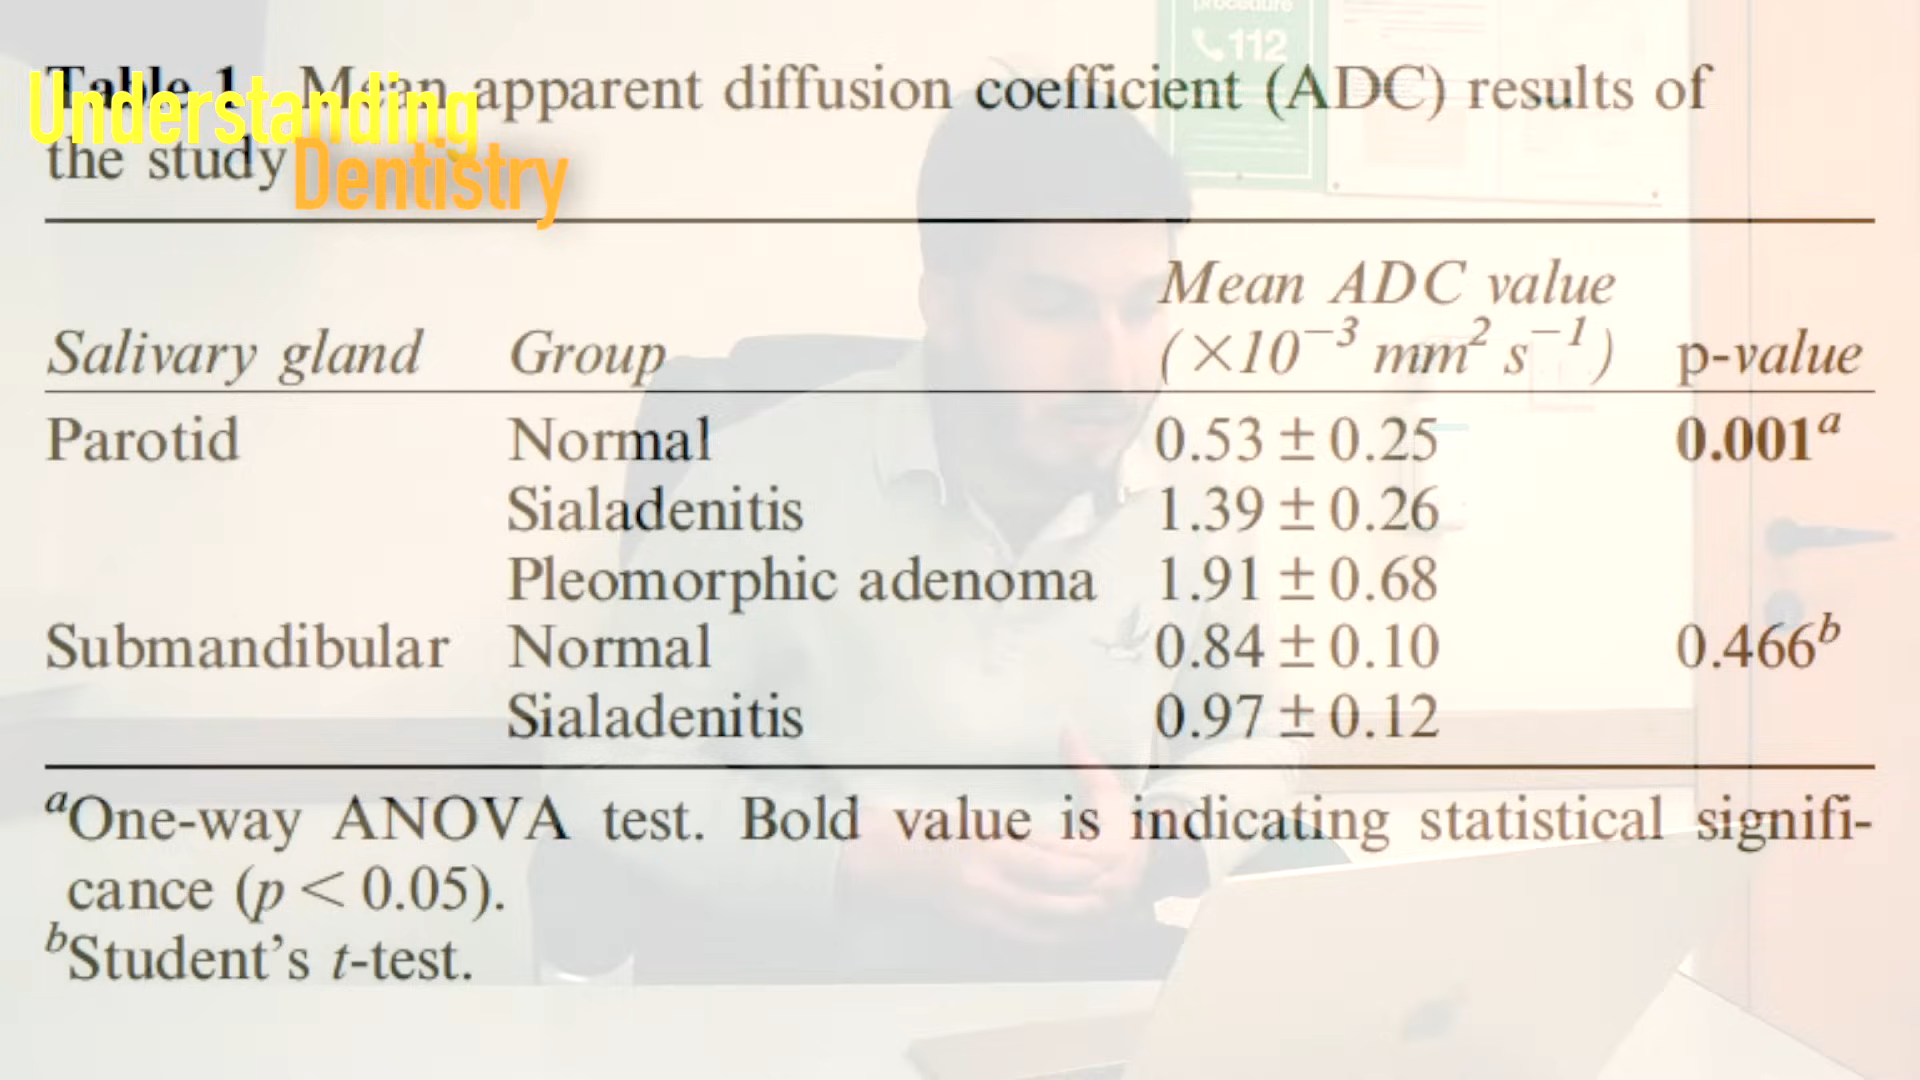 Table 1 Mean apparent diffusion coefficient (ADC) results of
the study
Understanding
Dentistry
procedure
112
Mean ADC value
Salivary gland Group (×10⁻³ mm² s⁻¹) p-value
Parotid Normal 0.53 ± 0.25 0.001ᵃ
Sialadenitis 1.39 ± 0.26
Pleomorphic adenoma 1.91 ± 0.68
Submandibular Normal 0.84 ± 0.10 0.466ᵇ
Sialadenitis 0.97 ± 0.12
ᵃOne-way ANOVA test. Bold value is indicating statistical signifi-
cance (p < 0.05).
ᵇStudent's t-test.